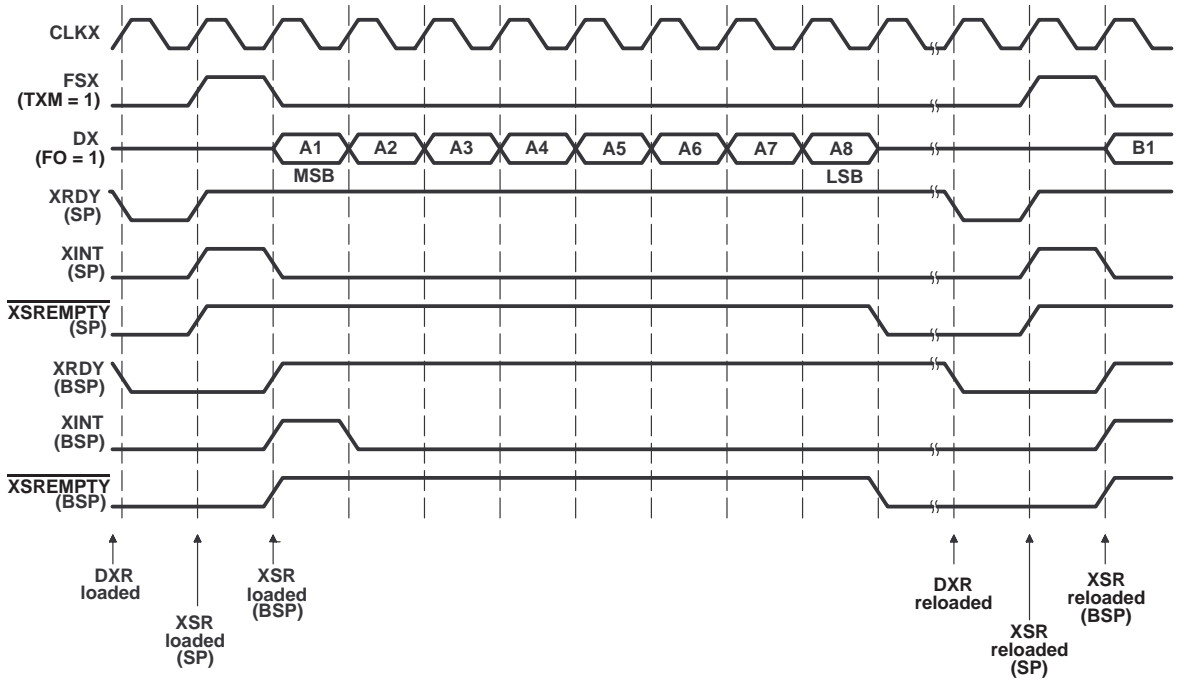 CLKX
FSX
(TXM = 1)
DX
(FO = 1)
A1
A2
A3
A4
A5
A6
A7
A8
B1
MSB
LSB
XRDY
(SP)
XINT
(SP)
XSREMPTY
(SP)
XRDY
(BSP)
XINT
(BSP)
XSREMPTY
(BSP)
DXR
loaded
XSR
loaded
(SP)
XSR
loaded
(BSP)
DXR
reloaded
XSR
reloaded
(SP)
XSR
reloaded
(BSP)